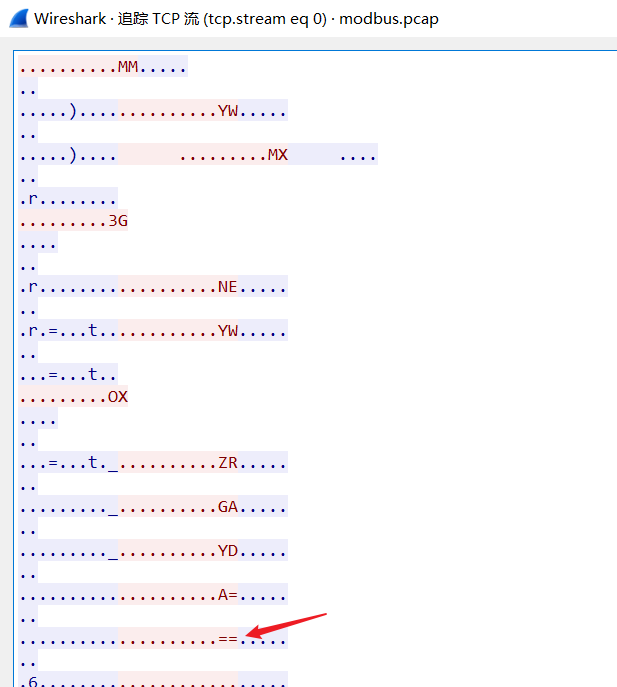 Wireshark · 追踪 TCP 流 (tcp.stream eq 0) · modbus.pcap
..........MM.....
..
.....)..............YW.....
..
.....)....      .........MX     ....
..
.r........
.........3G
....
..
.r..................NE.....
..
.r.=...t............YW.....
..
...=...t..
.........OX
....
..
...=...t._..........ZR.....
..
........._..........GA.....
..
........._..........YD.....
..
....................A=.....
..
....................==.....
..
.6.........................